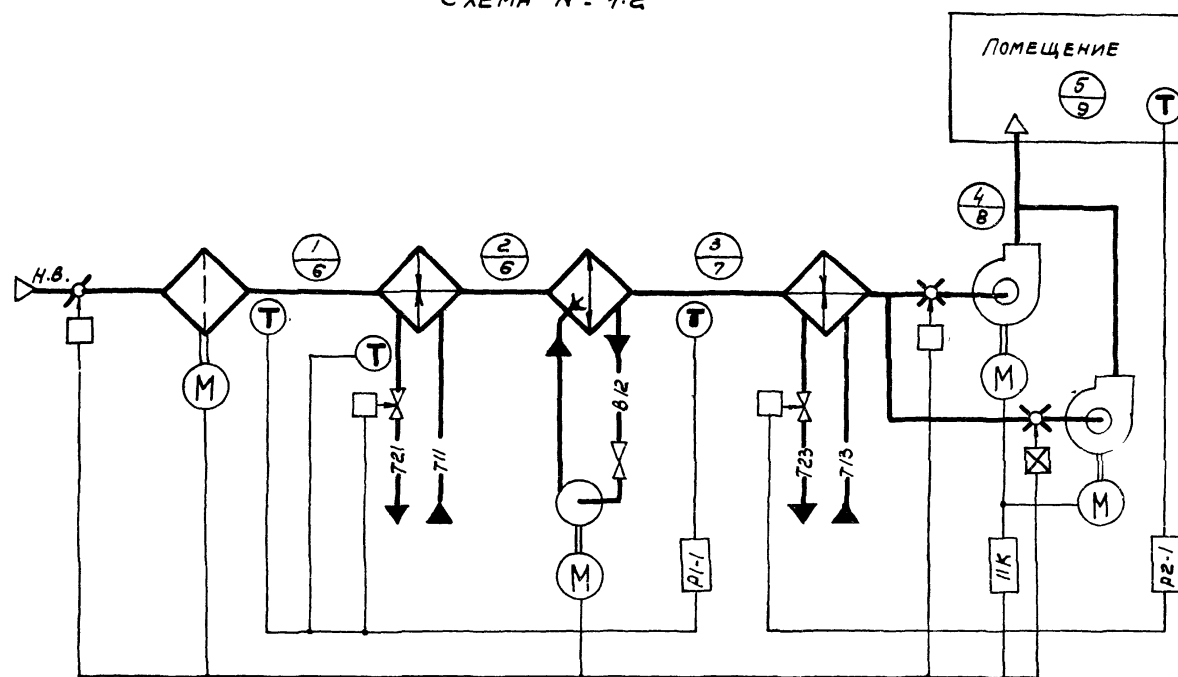 СХЕМА № 1.2
ПОМЕЩЕНИЕ
5
9
Т
4
8
Н.В.
1
6
2
6
3
7
Т
Т
Т
М
М
В12
Т21
Т11
Т23
Т13
М
М
Р1-1
11К
Р2-1